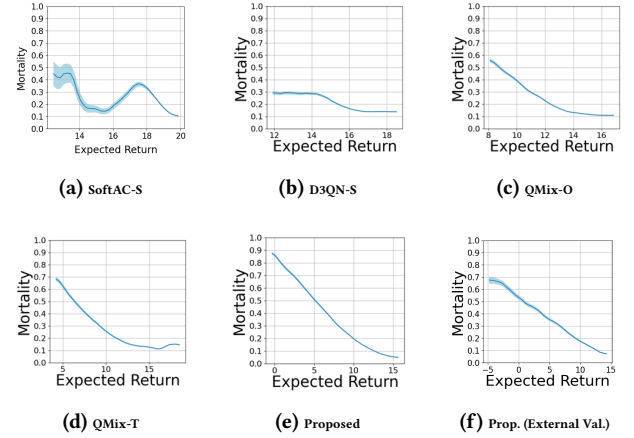 1.0
0.9
0.8
0.7
0.6
0.5
0.4
0.3
0.2
0.1
0.0
Mortality
14 16 18 20
Expected Return
(a) SoftAC-S
1.0
0.9
0.8
0.7
0.6
0.5
0.4
0.3
0.2
0.1
0.0
Mortality
12 14 16 18
Expected Return
(b) D3QN-S
1.0
0.9
0.8
0.7
0.6
0.5
0.4
0.3
0.2
0.1
0.0
Mortality
8 10 12 14 16
Expected Return
(c) QMix-O
1.0
0.9
0.8
0.7
0.6
0.5
0.4
0.3
0.2
0.1
0.0
Mortality
5 10 15
Expected Return
(d) QMix-T
1.0
0.9
0.8
0.7
0.6
0.5
0.4
0.3
0.2
0.1
0.0
Mortality
0 5 10 15
Expected Return
(e) Proposed
1.0
0.9
0.8
0.7
0.6
0.5
0.4
0.3
0.2
0.1
0.0
Mortality
−5 0 5 10 15
Expected Return
(f) Prop. (External Val.)